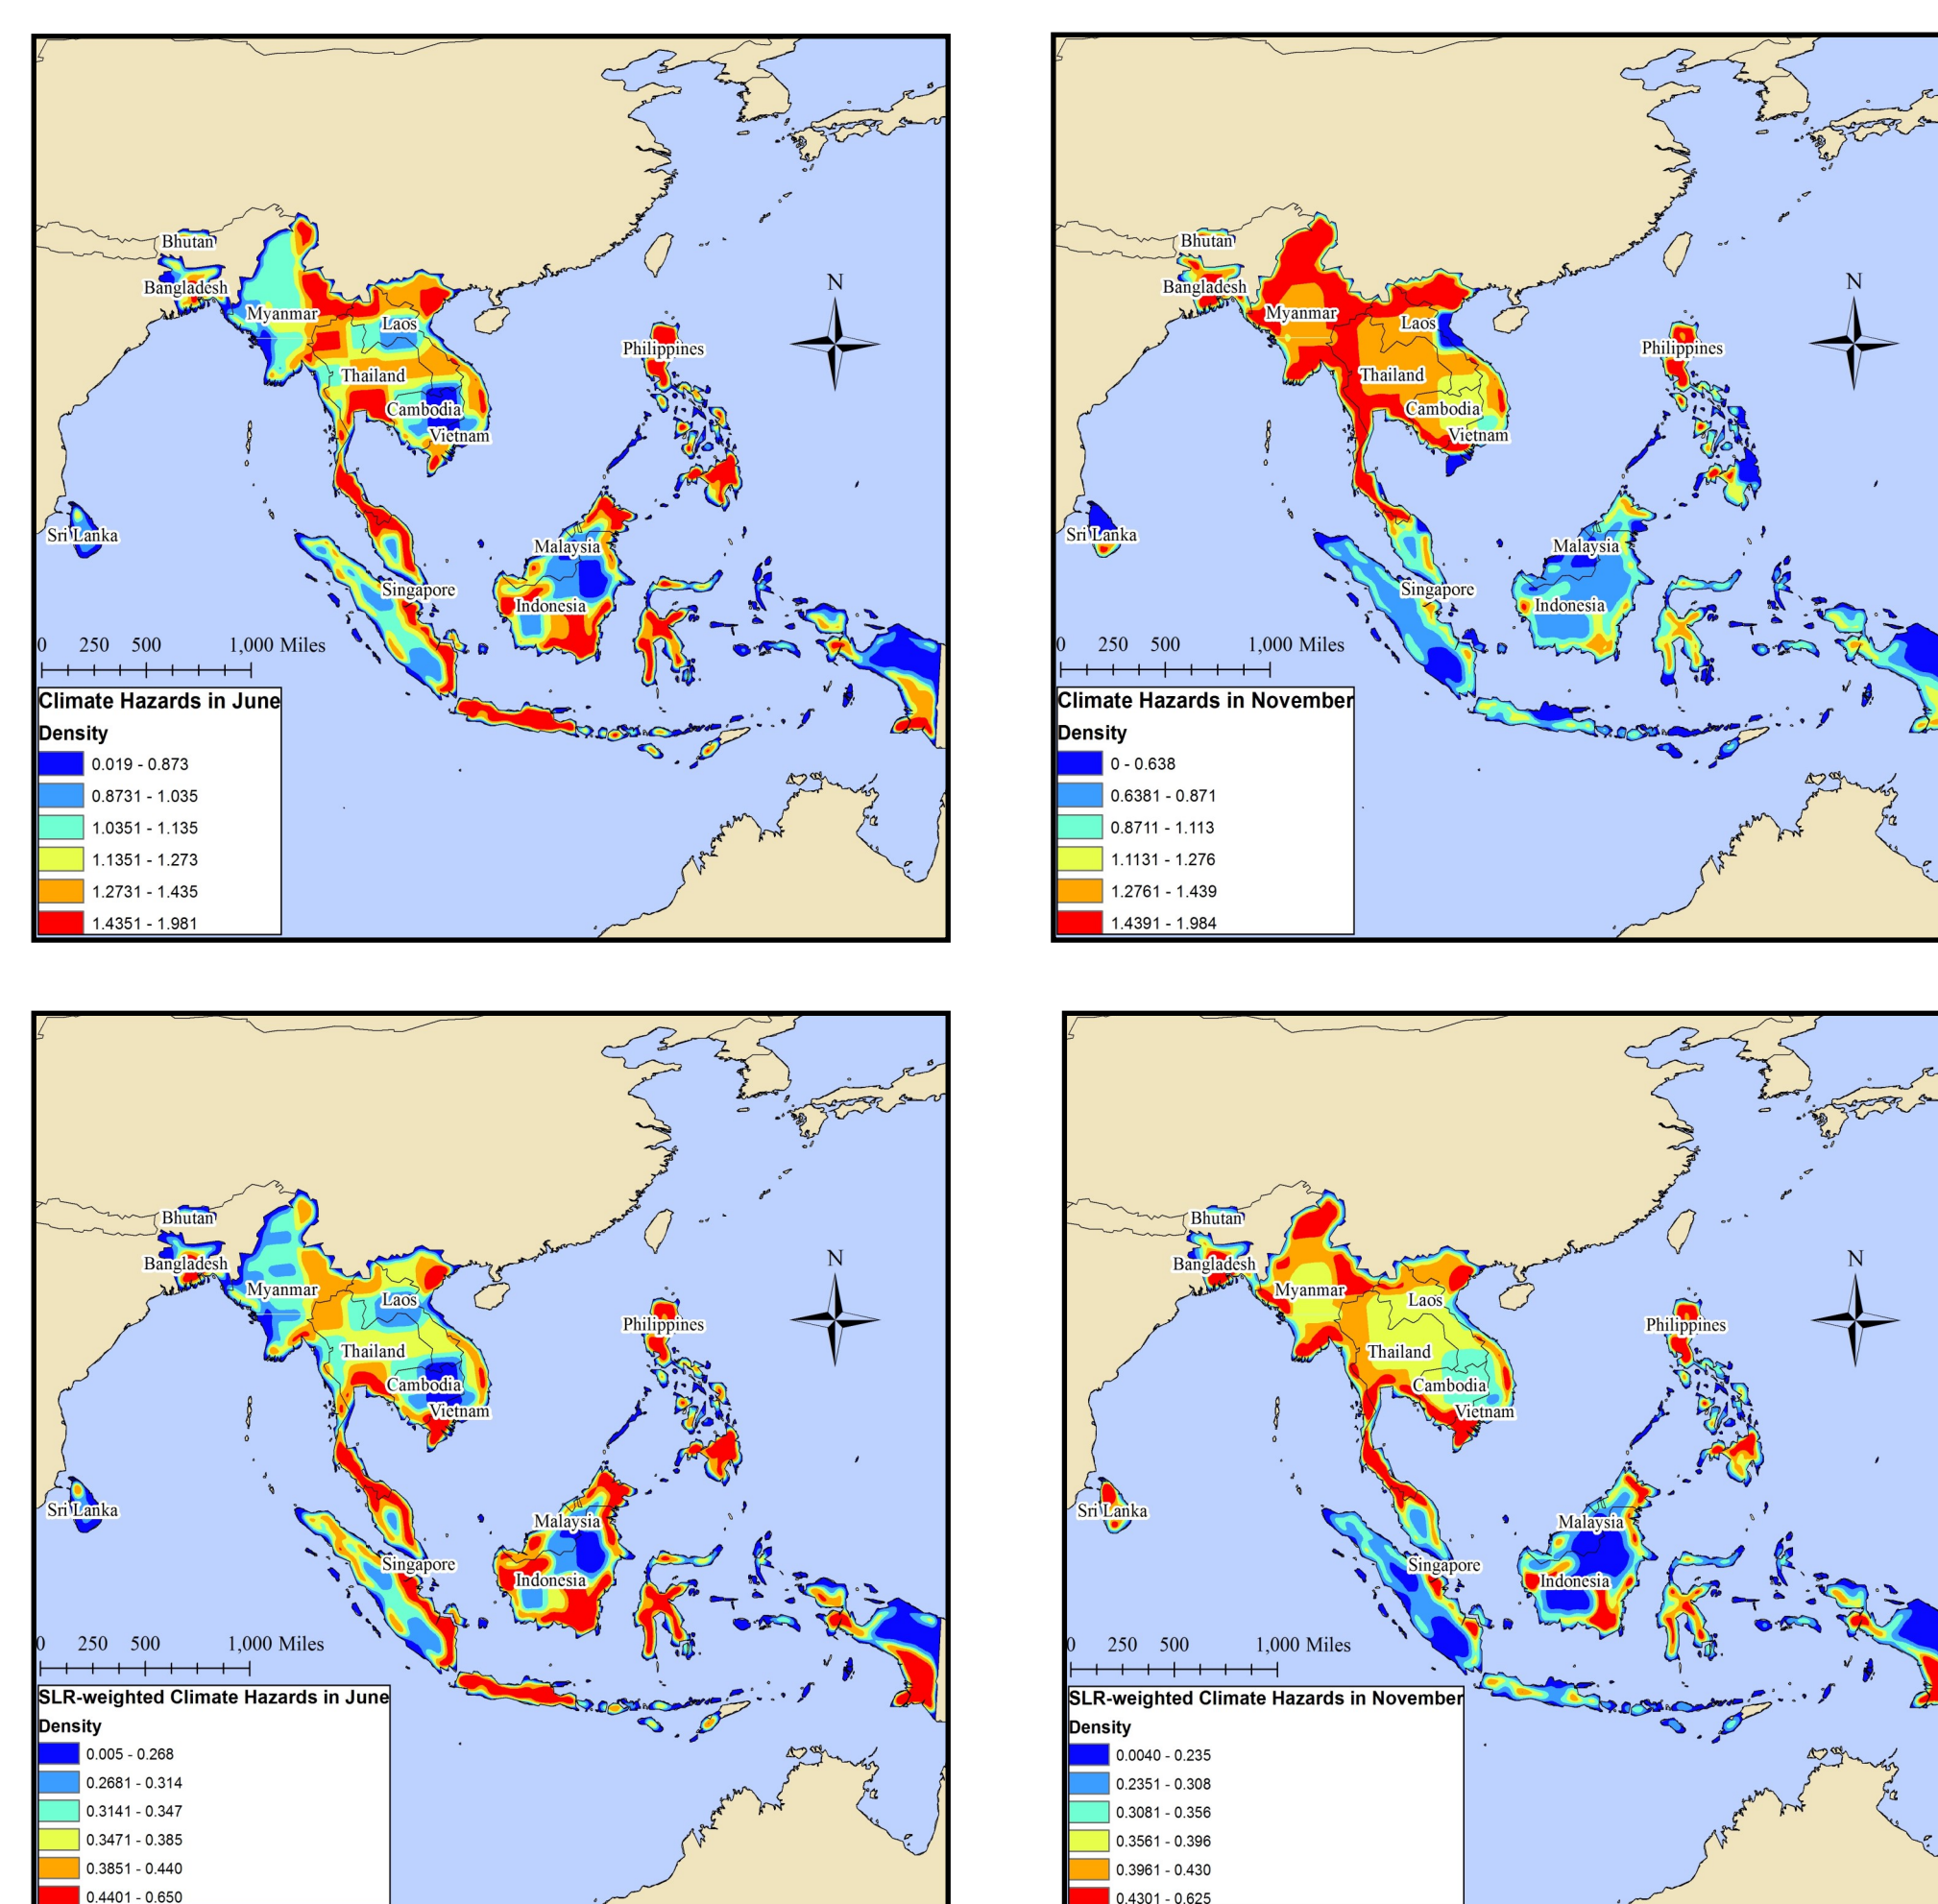 Bhutan
Bangladesh
Myanmar
Laos
Thailand
Cambodia
Vietnam
Philippines
N
Sri Lanka
Malaysia
Singapore
Indonesia
0 250 500 1,000 Miles
Climate Hazards in June
Density
0.019 - 0.873
0.8731 - 1.035
1.0351 - 1.135
1.1351 - 1.273
1.2731 - 1.435
1.4351 - 1.981
Bhutan
Bangladesh
Myanmar
Laos
Thailand
Cambodia
Vietnam
Philippines
N
Sri Lanka
Malaysia
Singapore
Indonesia
0 250 500 1,000 Miles
Climate Hazards in November
Density
0 - 0.638
0.6381 - 0.871
0.8711 - 1.113
1.1131 - 1.276
1.2761 - 1.439
1.4391 - 1.984
Bhutan
Bangladesh
Myanmar
Laos
Thailand
Cambodia
Vietnam
Philippines
N
Sri Lanka
Malaysia
Singapore
Indonesia
0 250 500 1,000 Miles
SLR-weighted Climate Hazards in June
Density
0.005 - 0.268
0.2681 - 0.314
0.3141 - 0.347
0.3471 - 0.385
0.3851 - 0.440
0.4401 - 0.650
Bhutan
Bangladesh
Myanmar
Laos
Thailand
Cambodia
Vietnam
Philippines
N
Sri Lanka
Malaysia
Singapore
Indonesia
0 250 500 1,000 Miles
SLR-weighted Climate Hazards in November
Density
0.0040 - 0.235
0.2351 - 0.308
0.3081 - 0.356
0.3561 - 0.396
0.3961 - 0.430
0.4301 - 0.625